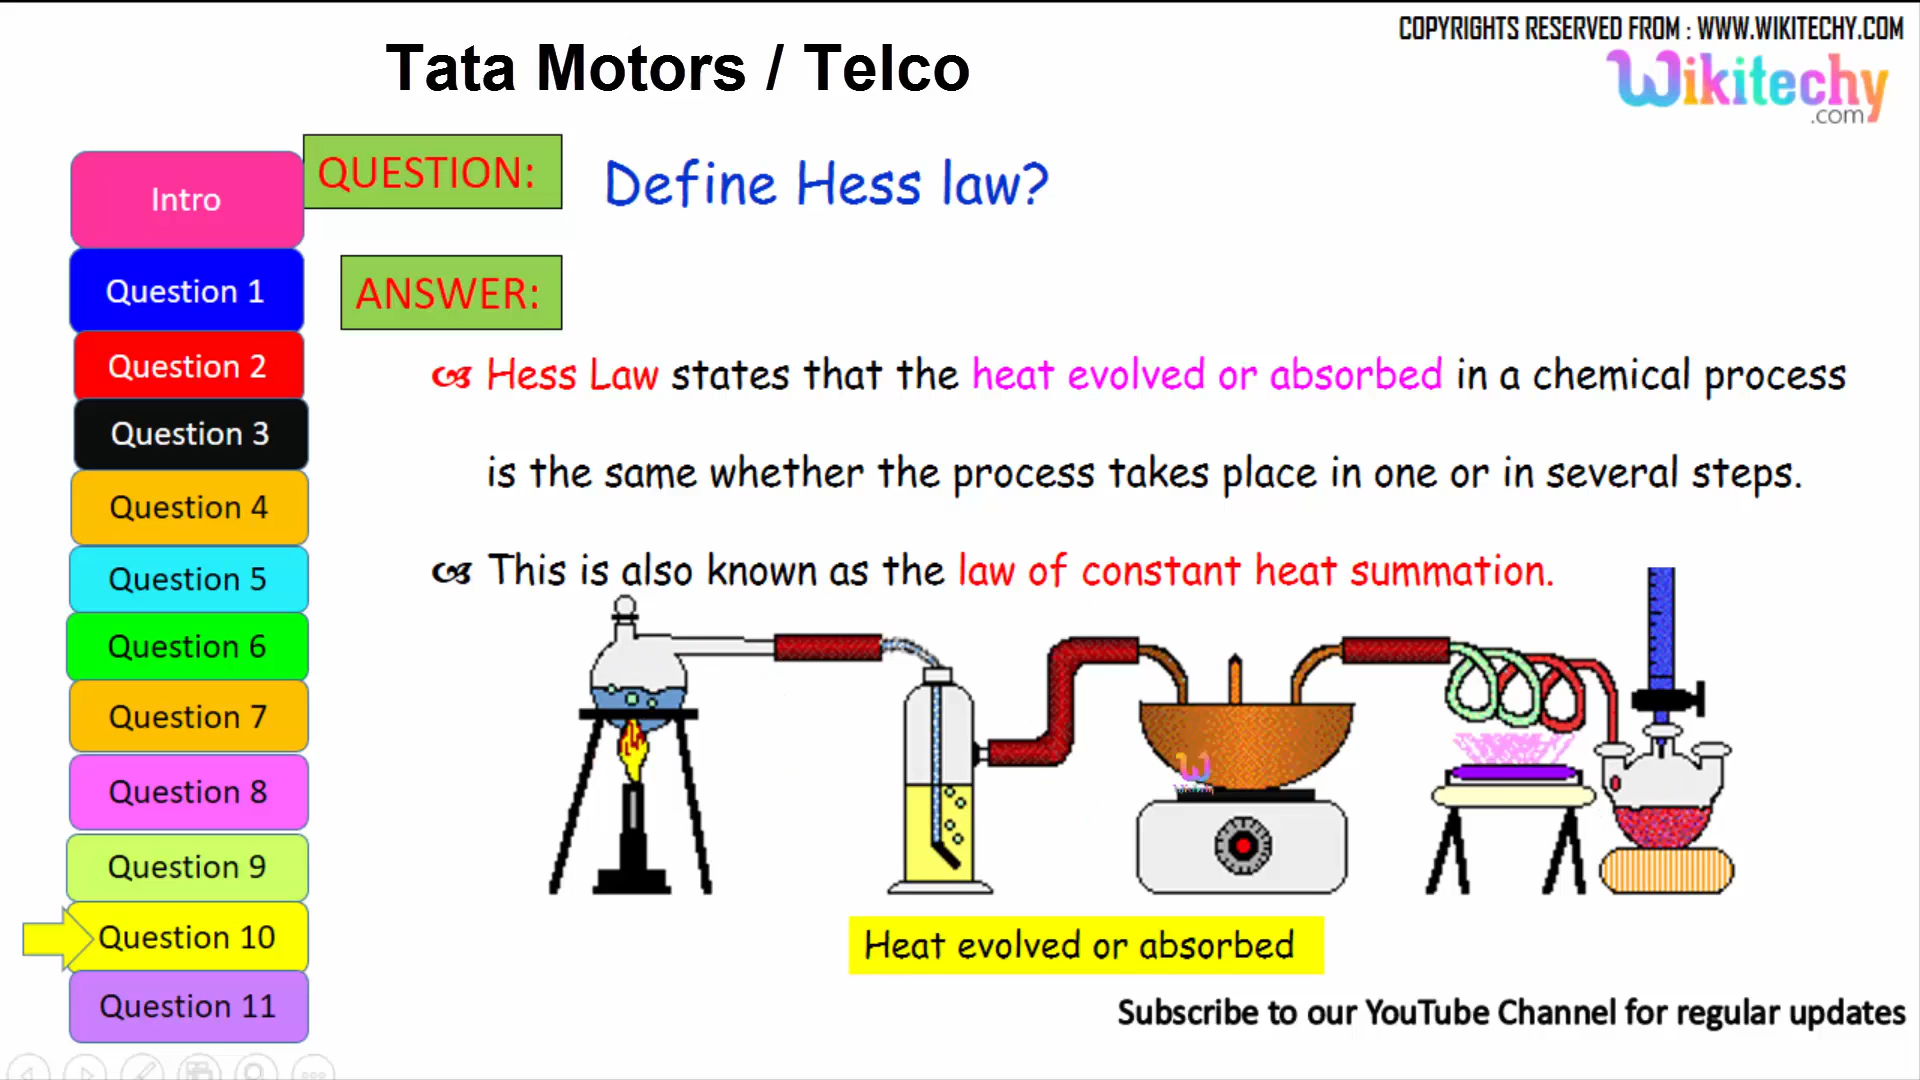 COPYRIGHTS RESERVED FROM : WWW.WIKITECHY.COM
Tata Motors / Telco
Wikitechy
.com
QUESTION:
Define Hess law?
Intro
Question 1
Question 2
Question 3
Question 4
Question 5
Question 6
Question 7
Question 8
Question 9
Question 10
Question 11
ANSWER:
Hess Law states that the heat evolved or absorbed in a chemical process
is the same whether the process takes place in one or in several steps.
This is also known as the law of constant heat summation.
Heat evolved or absorbed
Subscribe to our YouTube Channel for regular updates